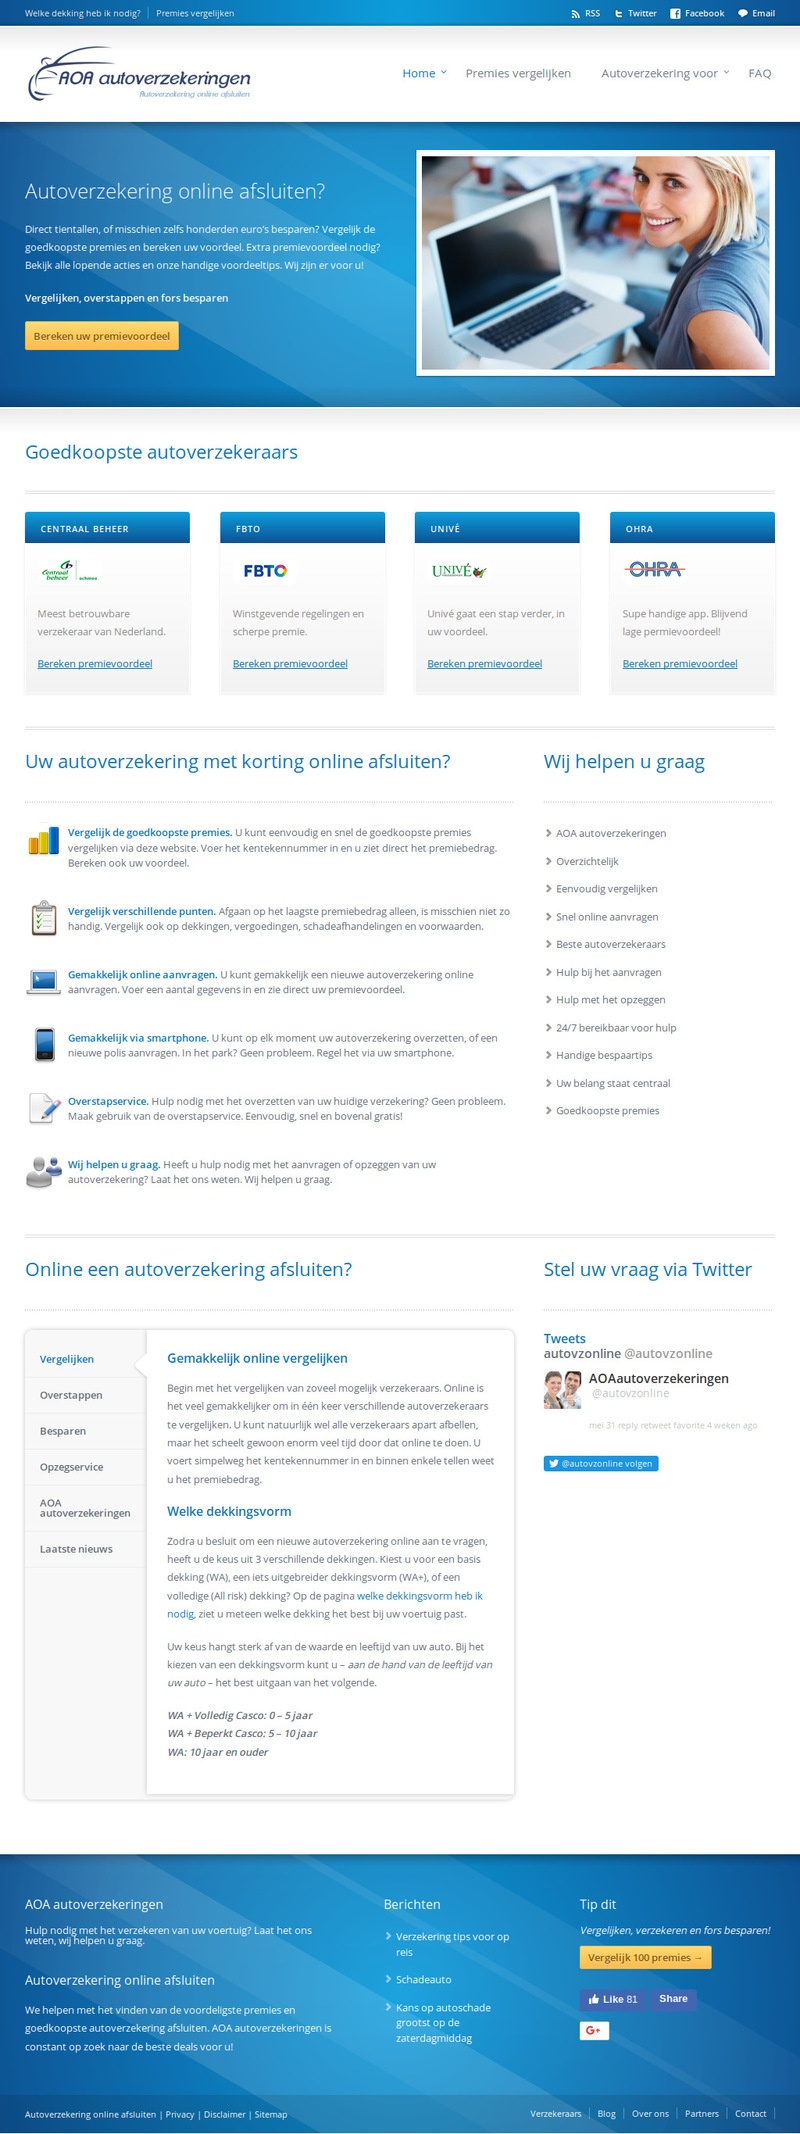 Welke dekking heb ik nodig? Premies vergelijken
RSS Twitter Facebook Email
AOA autoverzekeringen
Autoverzekering online afsluiten
Home Premies vergelijken Autoverzekering voor FAQ
Autoverzekering online afsluiten?
Direct tientallen, of misschien zelfs honderden euro's besparen? Vergelijk de
goedkoopste premies en bereken uw voordeel. Extra premievoordeel nodig?
Bekijk alle lopende acties en onze handige voordeeltips. Wij zijn er voor u!
Vergelijken, overstappen en fors besparen
Bereken uw premievoordeel
Goedkoopste autoverzekeraars
CENTRAAL BEHEER
Centraal
beheer achmea
Meest betrouwbare
verzekeraar van Nederland.
Bereken premievoordeel
FBTO
FBTO
Winstgevende regelingen en
scherpe premie.
Bereken premievoordeel
UNIVÉ
UNIVÉ
Univé gaat een stap verder, in
uw voordeel.
Bereken premievoordeel
OHRA
OHRA
Supe handige app. Blijvend
lage permievoordeel!
Bereken premievoordeel
Uw autoverzekering met korting online afsluiten?
Vergelijk de goedkoopste premies. U kunt eenvoudig en snel de goedkoopste premies
vergelijken via deze website. Voer het kentekennummer in en u ziet direct het premiebedrag.
Bereken ook uw voordeel.
Vergelijk verschillende punten. Afgaan op het laagste premiebedrag alleen, is misschien niet zo
handig. Vergelijk ook op dekkingen, vergoedingen, schadeafhandelingen en voorwaarden.
Gemakkelijk online aanvragen. U kunt gemakkelijk een nieuwe autoverzekering online
aanvragen. Voer een aantal gegevens in en zie direct uw premievoordeel.
Gemakkelijk via smartphone. U kunt op elk moment uw autoverzekering overzetten, of een
nieuwe polis aanvragen. In het park? Geen probleem. Regel het via uw smartphone.
Overstapservice. Hulp nodig met het overzetten van uw huidige verzekering? Geen probleem.
Maak gebruik van de overstapservice. Eenvoudig, snel en bovenal gratis!
Wij helpen u graag. Heeft u hulp nodig met het aanvragen of opzeggen van uw
autoverzekering? Laat het ons weten. Wij helpen u graag.
Wij helpen u graag
AOA autoverzekeringen
Overzichtelijk
Eenvoudig vergelijken
Snel online aanvragen
Beste autoverzekeraars
Hulp bij het aanvragen
Hulp met het opzeggen
24/7 bereikbaar voor hulp
Handige bespaartips
Uw belang staat centraal
Goedkoopste premies
Online een autoverzekering afsluiten?
Vergelijken
Overstappen
Besparen
Opzegservice
AOA
autoverzekeringen
Laatste nieuws
Gemakkelijk online vergelijken
Begin met het vergelijken van zoveel mogelijk verzekeraars. Online is
het veel gemakkelijker om in één keer verschillende autoverzekeraars
te vergelijken. U kunt natuurlijk wel alle verzekeraars apart afbellen,
maar het scheelt gewoon enorm veel tijd door dat online te doen. U
voert simpelweg het kentekennummer in en binnen enkele tellen weet
u het premiebedrag.
Welke dekkingsvorm
Zodra u besluit om een nieuwe autoverzekering online aan te vragen,
heeft u de keus uit 3 verschillende dekkingen. Kiest u voor een basis
dekking (WA), een iets uitgebreider dekkingsvorm (WA+), of een
volledige (All risk) dekking? Op de pagina welke dekkingsvorm heb ik
nodig, ziet u meteen welke dekking het best bij uw voertuig past.
Uw keus hangt sterk af van de waarde en leeftijd van uw auto. Bij het
kiezen van een dekkingsvorm kunt u – aan de hand van de leeftijd van
uw auto – het best uitgaan van het volgende.
WA + Volledig Casco: 0 – 5 jaar
WA + Beperkt Casco: 5 – 10 jaar
WA: 10 jaar en ouder
Stel uw vraag via Twitter
Tweets
autovzonline @autovzonline
AOAautoverzekeringen
@autovzonline
mei 31 reply retweet favorite 4 weken ago
@autovzonline volgen
AOA autoverzekeringen
Hulp nodig met het verzekeren van uw voertuig? Laat het ons
weten, wij helpen u graag.
Autoverzekering online afsluiten
We helpen met het vinden van de voordeligste premies en
goedkoopste autoverzekering afsluiten. AOA autoverzekeringen is
constant op zoek naar de beste deals voor u!
Berichten
Verzekering tips voor op
reis
Schadeauto
Kans op autoschade
grootst op de
zaterdagmiddag
Tip dit
Vergelijken, verzekeren en fors besparen!
Vergelijk 100 premies →
Like 81 Share
G+
Autoverzekering online afsluiten | Privacy | Disclaimer | Sitemap
Verzekeraars Blog Over ons Partners Contact